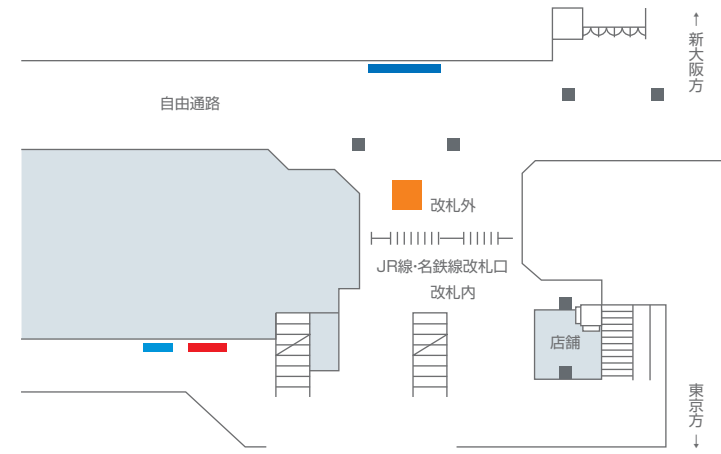 ↑新大阪方
自由通路
改札外
JR線・名鉄線改札口
改札内
店舗
東京方↓